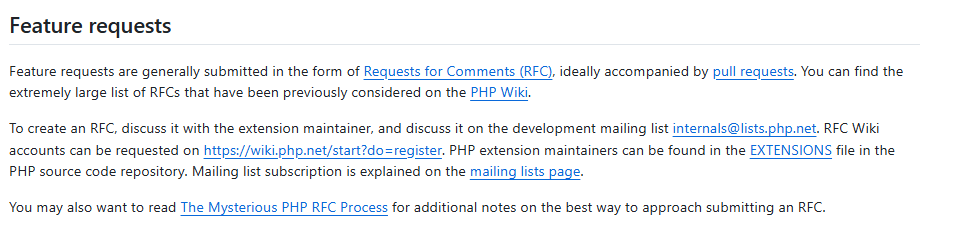 Feature requests
Feature requests are generally submitted in the form of Requests for Comments (RFC), ideally accompanied by pull requests. You can find the
extremely large list of RFCs that have been previously considered on the PHP Wiki.
To create an RFC, discuss it with the extension maintainer, and discuss it on the development mailing list internals@lists.php.net. RFC Wiki
accounts can be requested on https://wiki.php.net/start?do=register. PHP extension maintainers can be found in the EXTENSIONS file in the
PHP source code repository. Mailing list subscription is explained on the mailing lists page.
You may also want to read The Mysterious PHP RFC Process for additional notes on the best way to approach submitting an RFC.